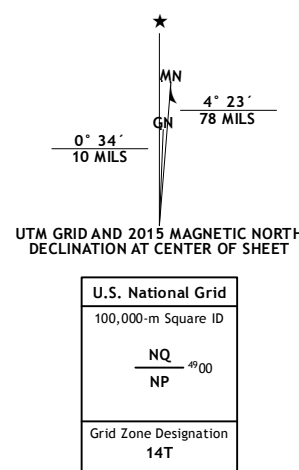 ★
MN
4° 23´
78 MILS
GN
0° 34´
10 MILS
UTM GRID AND 2015 MAGNETIC NORTH
DECLINATION AT CENTER OF SHEET
U.S. National Grid
100,000-m Square ID
NQ
⁴⁹00
NP
Grid Zone Designation
14T